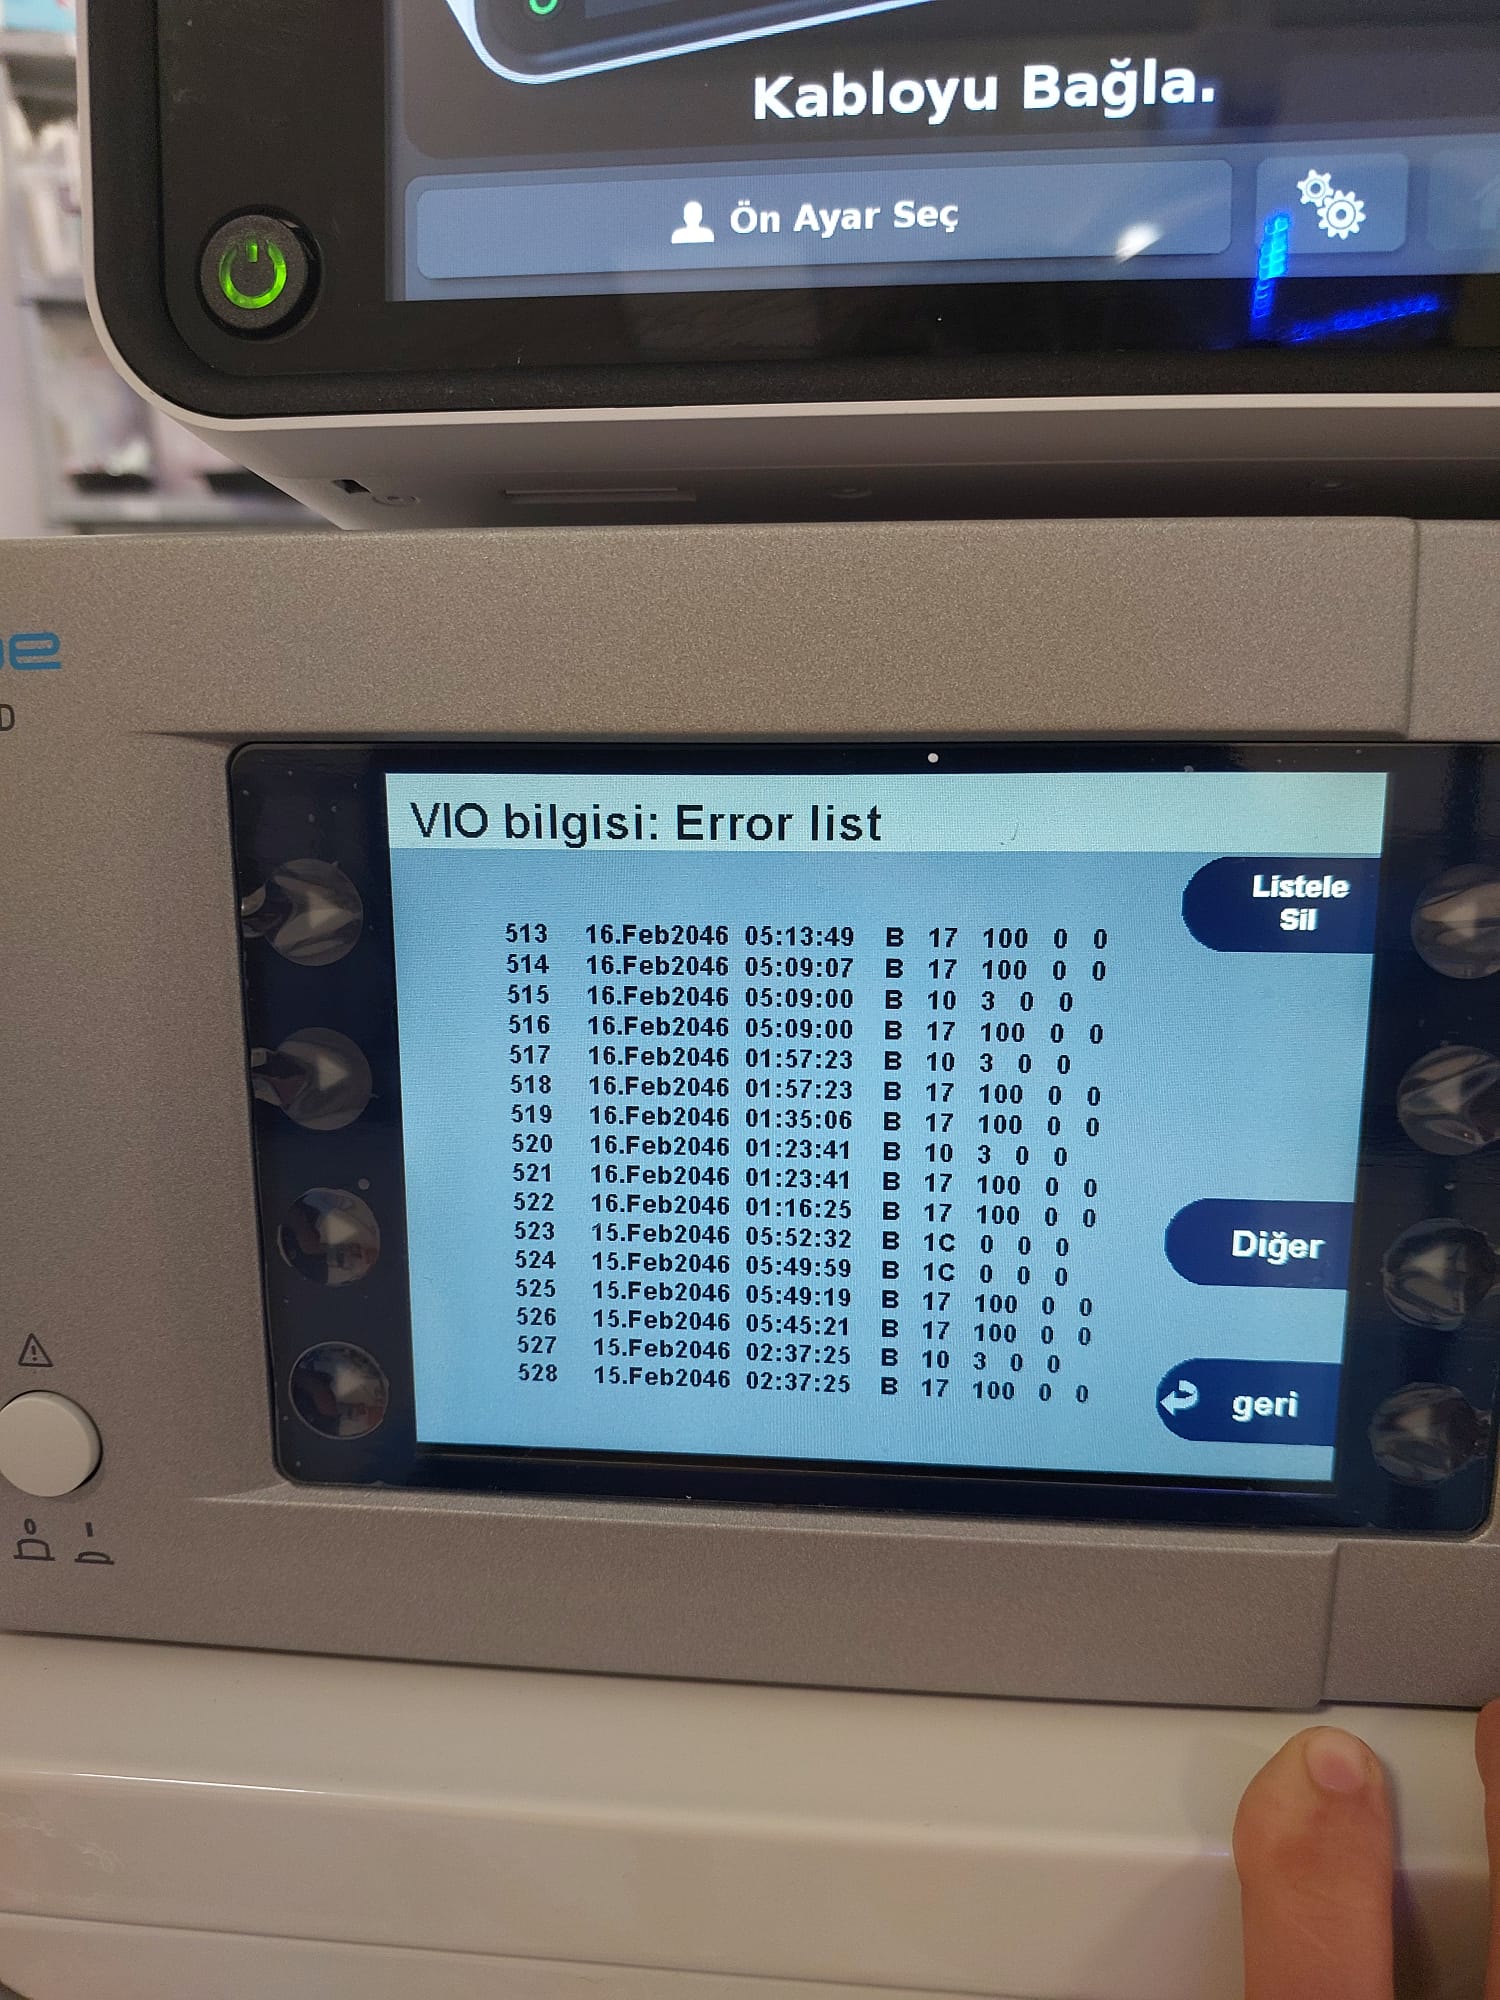 Kabloyu Bağla.
Ön Ayar Seç
VIO bilgisi: Error list
Listele
Sil
513 16.Feb2046 05:13:49 B 17 100 0 0
514 16.Feb2046 05:09:07 B 17 100 0 0
515 16.Feb2046 05:09:00 B 10 3 0 0
516 16.Feb2046 05:09:00 B 17 100 0 0
517 16.Feb2046 01:57:23 B 10 3 0 0
518 16.Feb2046 01:57:23 B 17 100 0 0
519 16.Feb2046 01:35:06 B 17 100 0 0
520 16.Feb2046 01:23:41 B 10 3 0 0
521 16.Feb2046 01:23:41 B 17 100 0 0
522 16.Feb2046 01:16:25 B 17 100 0 0
523 15.Feb2046 05:52:32 B 1C 0 0 0
524 15.Feb2046 05:49:59 B 1C 0 0 0
525 15.Feb2046 05:49:19 B 17 100 0 0
526 15.Feb2046 05:45:21 B 17 100 0 0
527 15.Feb2046 02:37:25 B 10 3 0 0
528 15.Feb2046 02:37:25 B 17 100 0 0
Diğer
geri